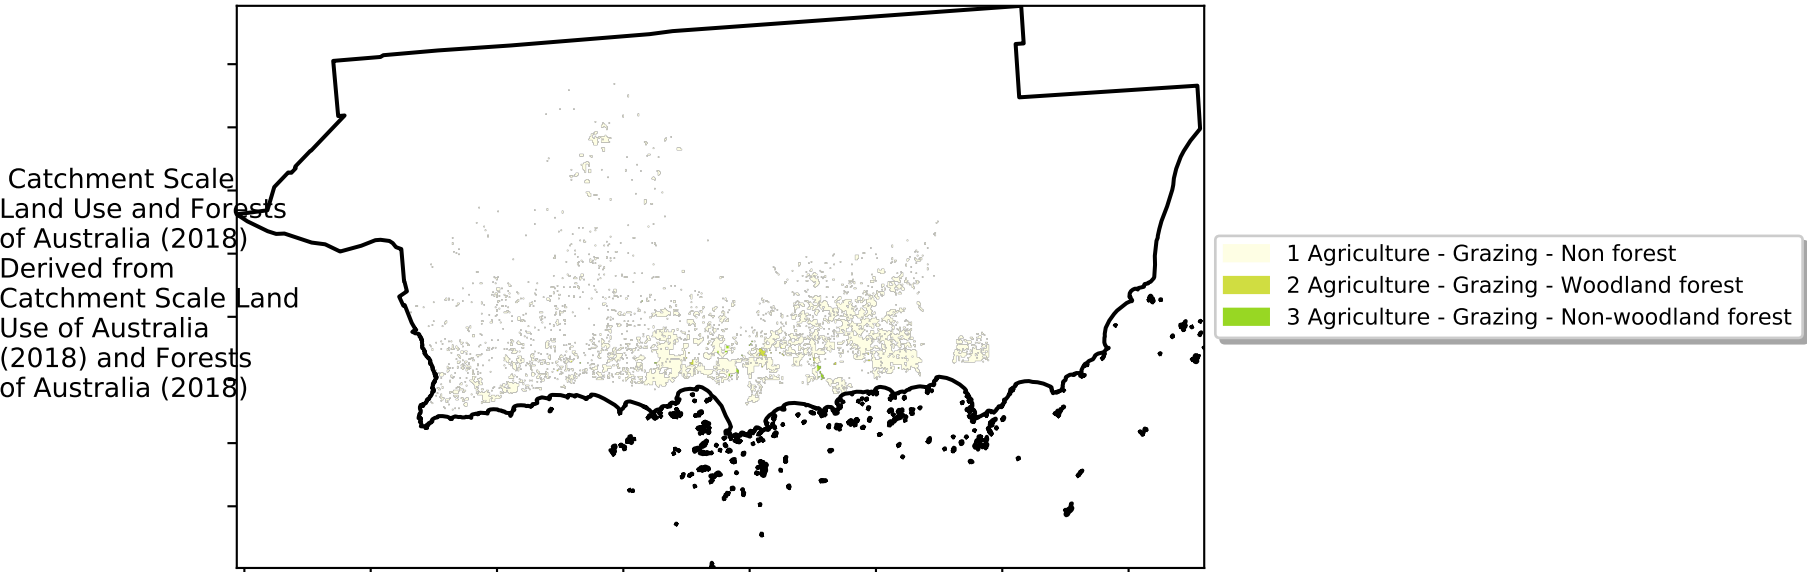 Catchment Scale
Land Use and Forests
of Australia (2018)
Derived from
Catchment Scale Land
Use of Australia
(2018) and Forests
of Australia (2018)
1 Agriculture - Grazing - Non forest
2 Agriculture - Grazing - Woodland forest
3 Agriculture - Grazing - Non-woodland forest